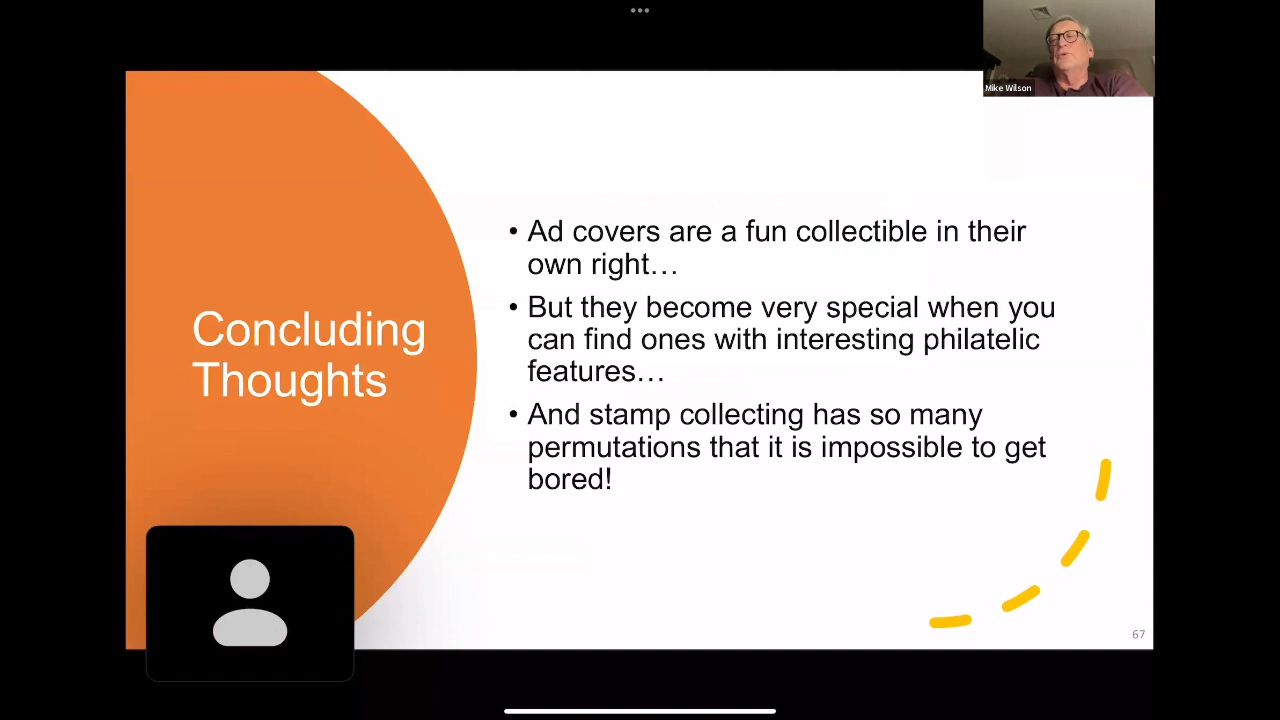 Mike Wilson
Concluding
Thoughts
• Ad covers are a fun collectible in their
own right…
• But they become very special when you
can find ones with interesting philatelic
features…
• And stamp collecting has so many
permutations that it is impossible to get
bored!
67